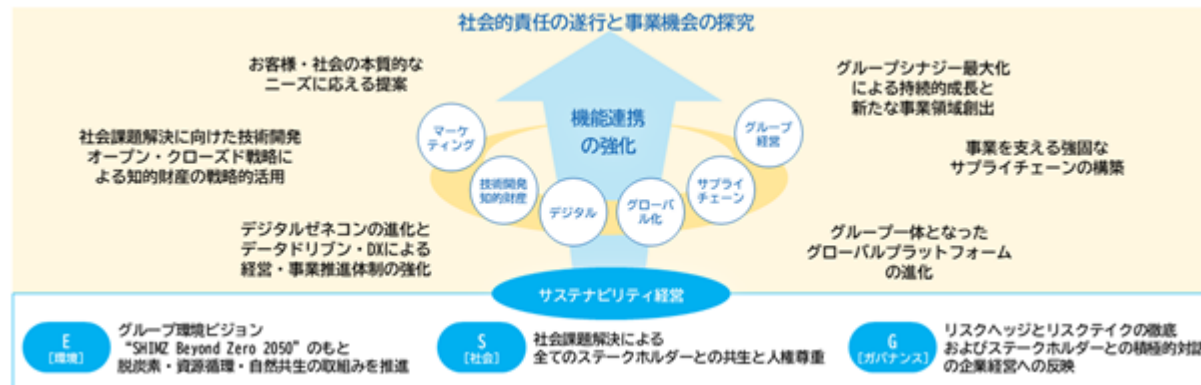 社会的責任の遂行と事業機会の探究
お客様・社会の本質的な
ニーズに応える提案
グループシナジー最大化
による持続的成長と
新たな事業領域創出
機能連携
の強化
マーケ
ティング
グループ
経営
社会課題解決に向けた技術開発
オープン・クローズド戦略に
よる知的財産の戦略的活用
事業を支える強固な
サプライチェーンの構築
技術開発
知的財産
サプライ
チェーン
デジタル
グローバ
ル化
デジタルゼネコンの進化と
データドリブン・DXによる
経営・事業推進体制の強化
グループ一体となった
グローバルプラットフォーム
の進化
サステナビリティ経営
E
[環境]
グループ環境ビジョン
“SHIMZ Beyond Zero 2050”のもと
脱炭素・資源循環・自然共生の取組みを推進
S
[社会]
社会課題解決による
全てのステークホルダーとの共生と人権尊重
G
[ガバナンス]
リスクヘッジとリスクテイクの徹底
およびステークホルダーとの積極的対話
の企業経営への反映